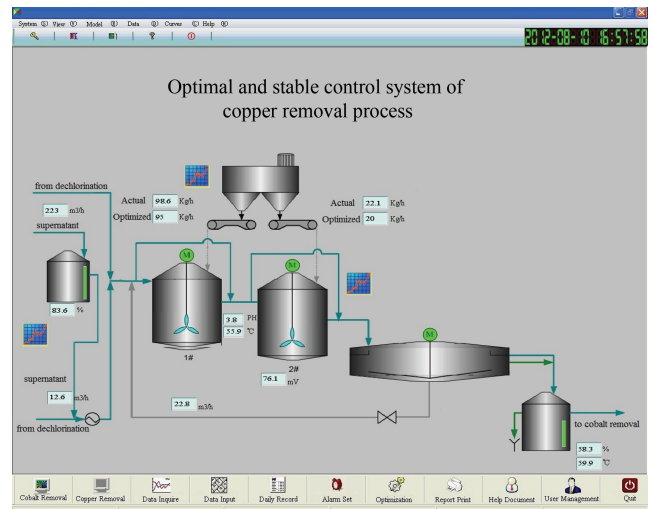 System (S) View (V) Model (M) Data (D) Curves (C) Help (H)
2012-08-10 16:57:58
Optimal and stable control system of
copper removal process
from dechlorination
223 m3/h
supernatant
83.6 %
Actual 98.6 Kg/h
Optimized 95 Kg/h
Actual 22.1 Kg/h
Optimized 20 Kg/h
M
M
M
3.8 PH
55.9 ℃
1#
2#
76.1 mV
supernatant
12.6 m3/h
from dechlorination
22.8 m3/h
to cobalt removal
58.3 %
59.9 ℃
Cobalt Removal Copper Removal Data Inquire Data Input Daily Record Alarm Set Optimization Report Print Help Document User Management Quit